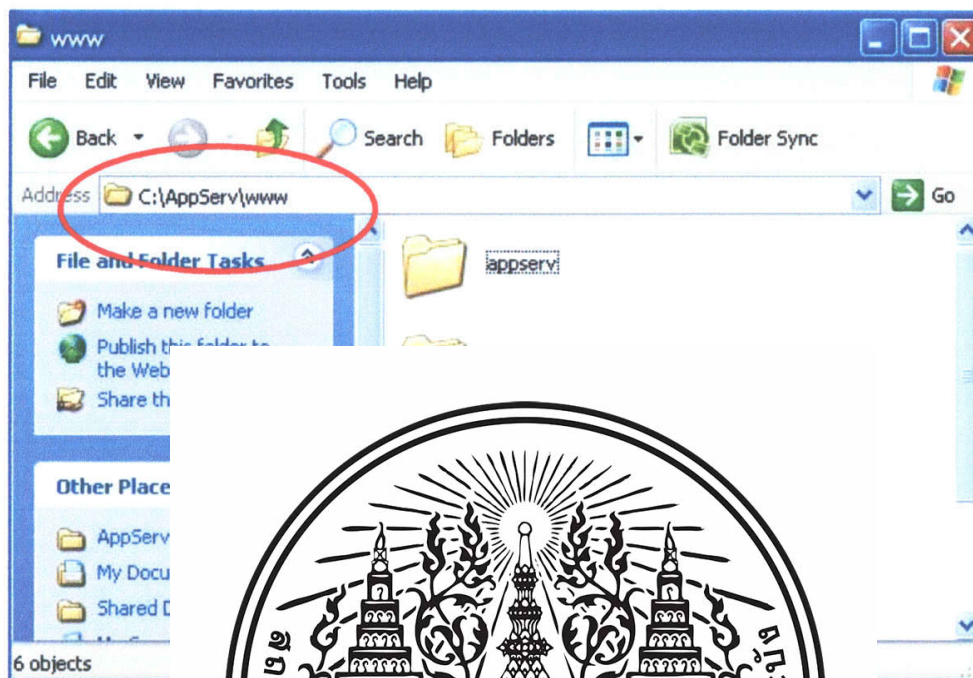 www
File Edit View Favorites Tools Help
Back Search Folders Folder Sync
Address C:\AppServ\www Go
File and Folder Tasks
appserv
Make a new folder
Publish this folder to
the Web
Share th
Other Place
AppServ
My Docu
Shared D
6 objects